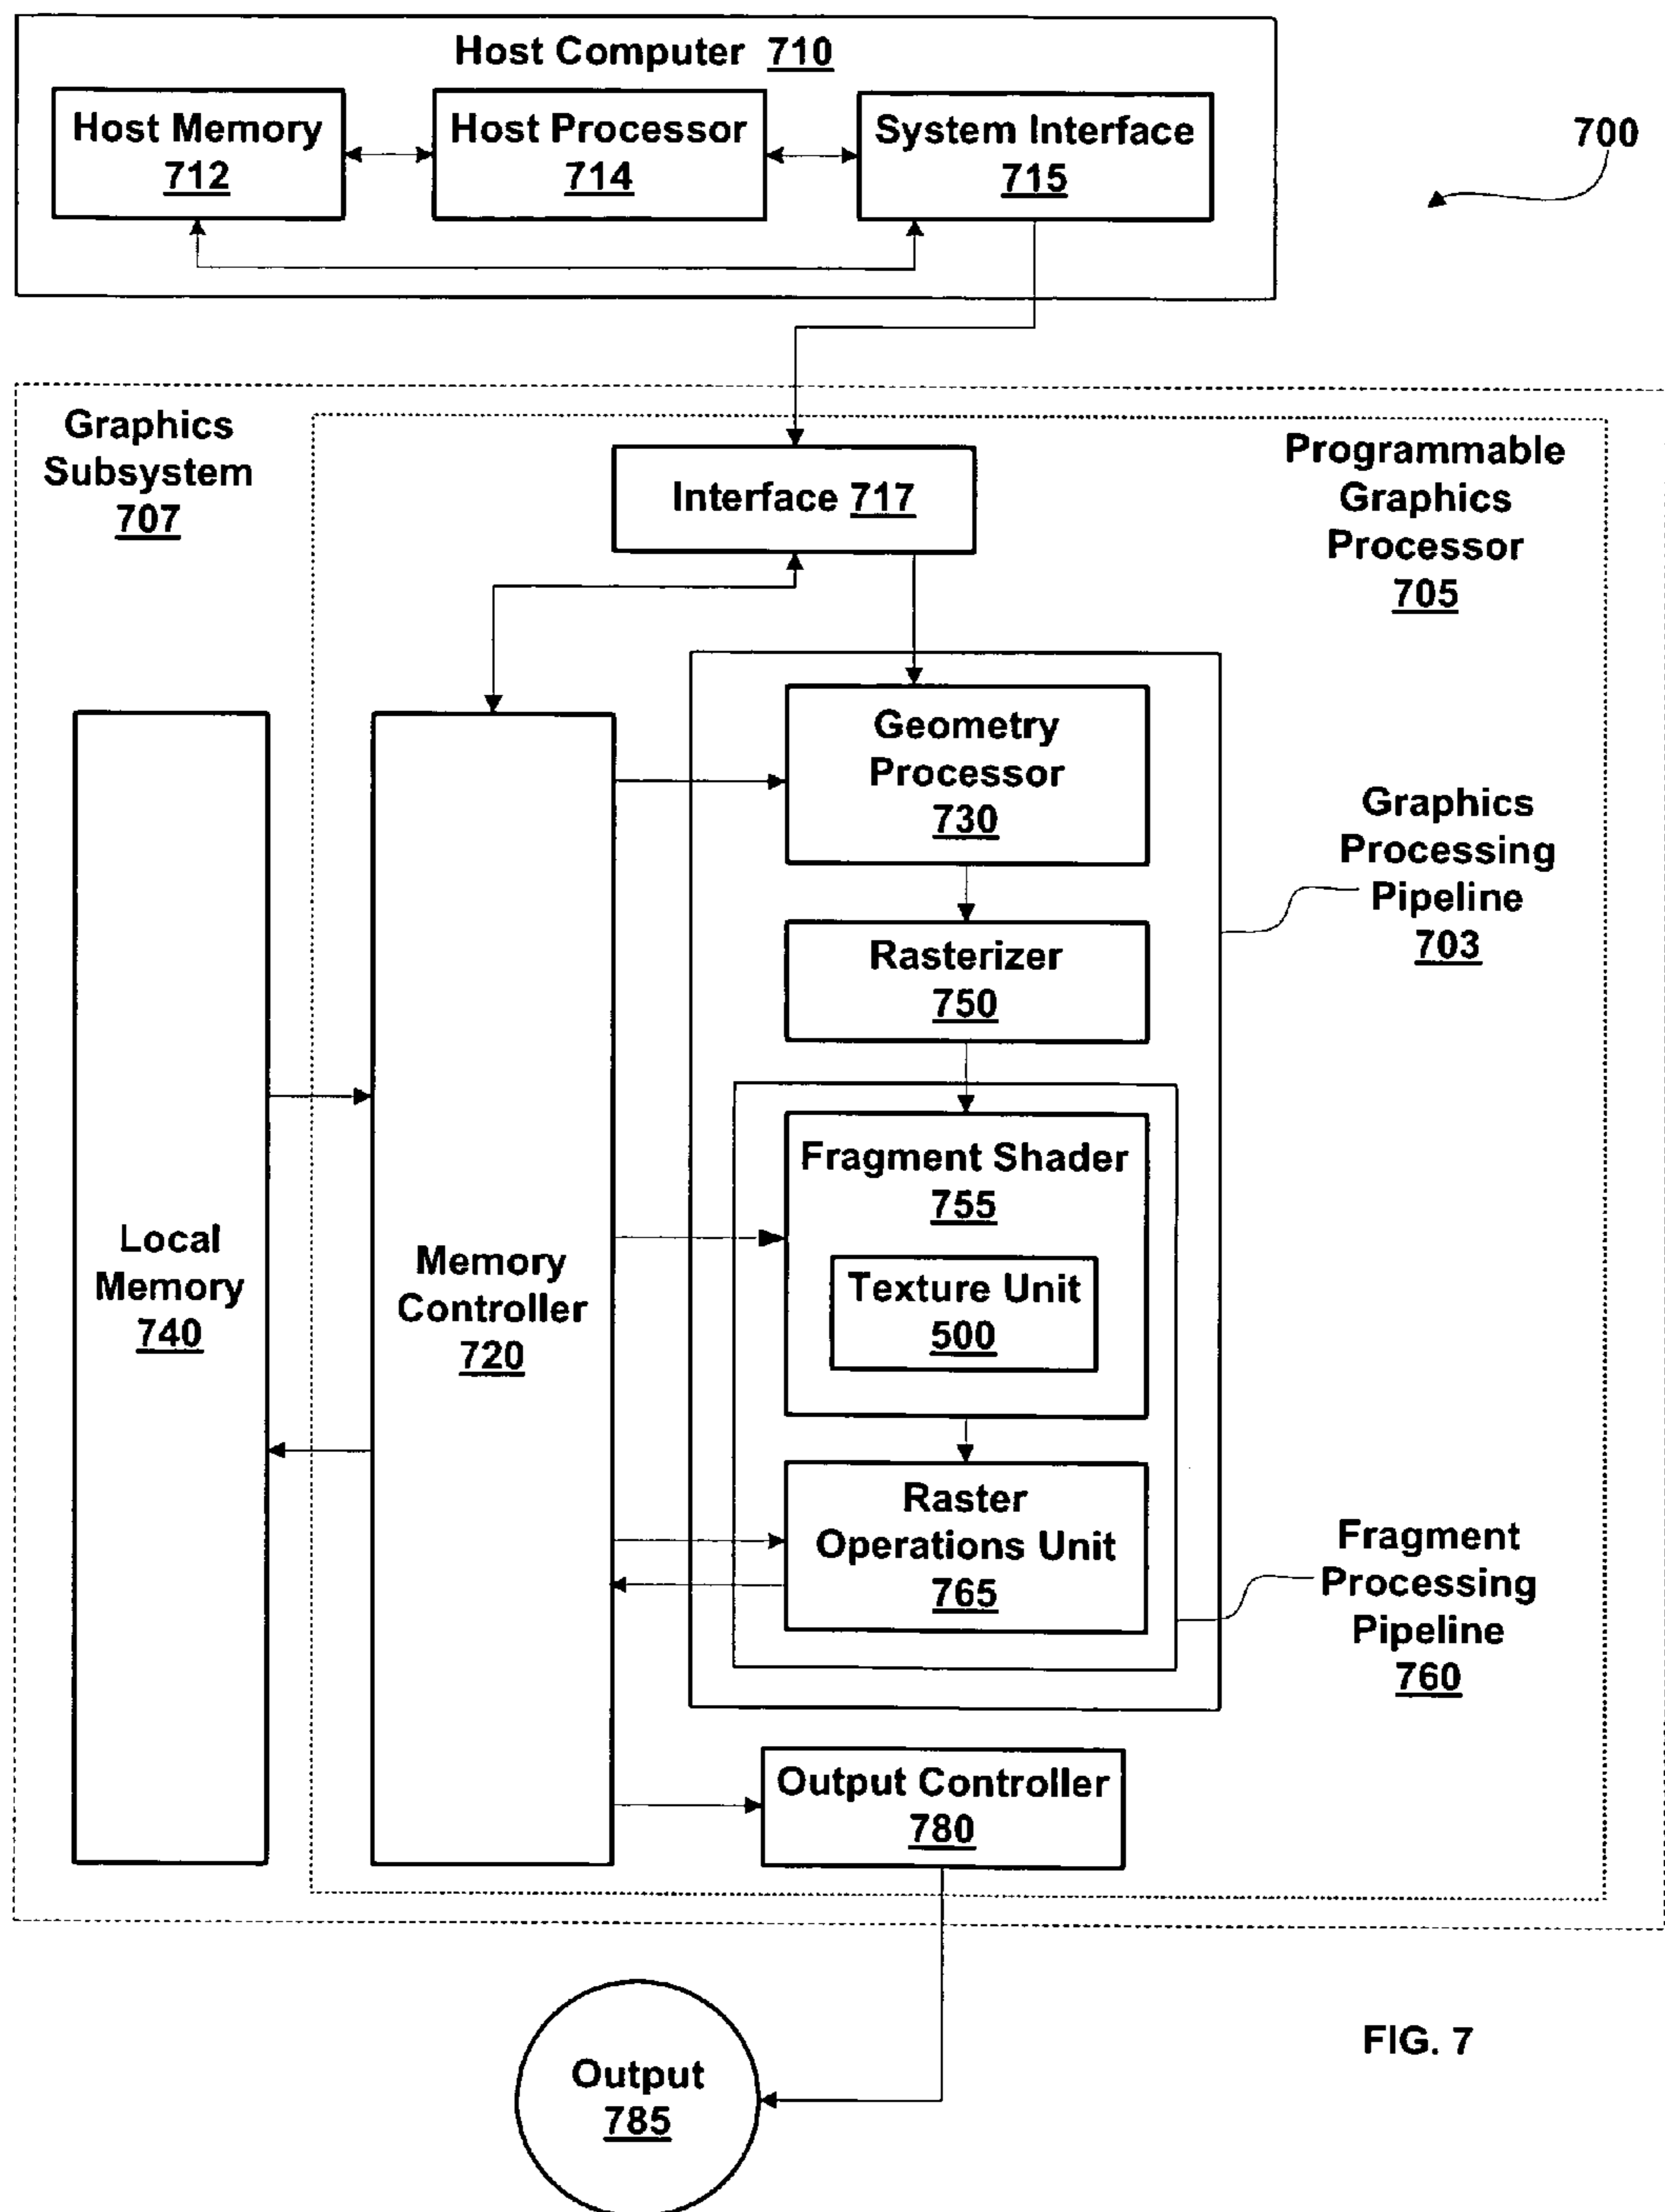 Host Computer 710
Host Memory
712
Host Processor
714
System Interface
715
700
Graphics
Subsystem
707
Interface 717
Programmable
Graphics
Processor
705
Geometry
Processor
730
Graphics
Processing
Pipeline
703
Rasterizer
750
Fragment Shader
755
Texture Unit
500
Local
Memory
740
Memory
Controller
720
Raster
Operations Unit
765
Fragment
Processing
Pipeline
760
Output Controller
780
Output
785
FIG. 7